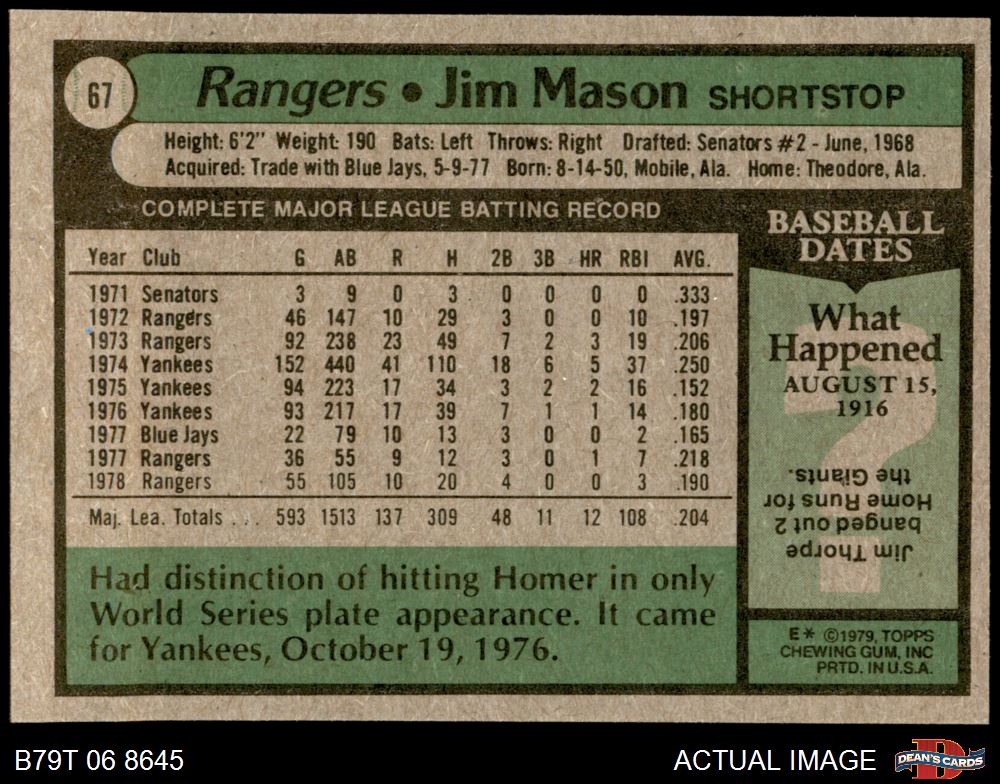 67
Rangers • Jim Mason SHORTSTOP
Height: 6'2" Weight: 190 Bats: Left Throws: Right Drafted: Senators #2 - June, 1968
Acquired: Trade with Blue Jays, 5-9-77 Born: 8-14-50, Mobile, Ala. Home: Theodore, Ala.
COMPLETE MAJOR LEAGUE BATTING RECORD
Year Club G AB R H 2B 3B HR RBI AVG.
1971 Senators 3 9 0 3 0 0 0 0 .333
1972 Rangers 46 147 10 29 3 0 0 10 .197
1973 Rangers 92 238 23 49 7 2 3 19 .206
1974 Yankees 152 440 41 110 18 6 5 37 .250
1975 Yankees 94 223 17 34 3 2 2 16 .152
1976 Yankees 93 217 17 39 7 1 1 14 .180
1977 Blue Jays 22 79 10 13 3 0 0 2 .165
1977 Rangers 36 55 9 12 3 0 1 7 .218
1978 Rangers 55 105 10 20 4 0 0 3 .190
Maj. Lea. Totals . . . 593 1513 137 309 48 11 12 108 .204
Had distinction of hitting Homer in only
World Series plate appearance. It came
for Yankees, October 19, 1976.
BASEBALL
DATES
What
Happened
AUGUST 15,
1916
?
Jim Thorpe
banged out 2
Home Runs for
the Giants.
E* ©1979, TOPPS
CHEWING GUM, INC
PRTD. IN U.S.A.
B79T 06 8645
ACTUAL IMAGE
D
DEAN'S CARDS